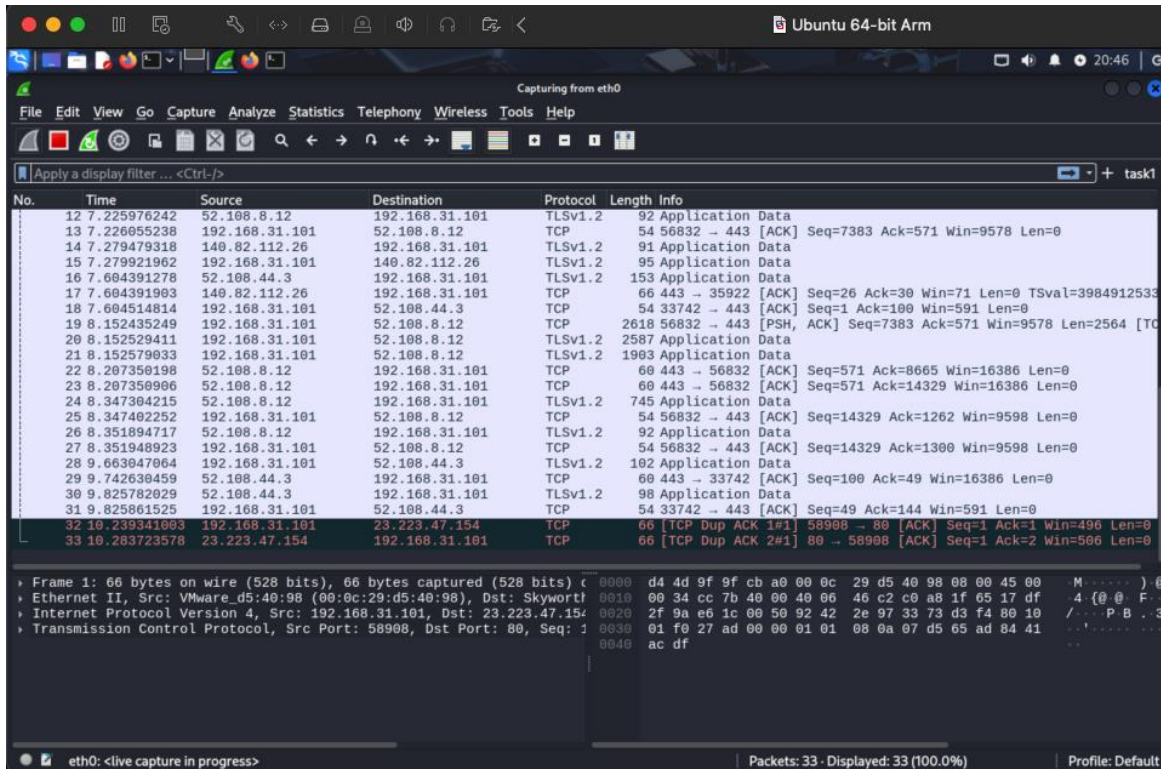 Ubuntu 64-bit Arm
20:46
Capturing from eth0
File Edit View Go Capture Analyze Statistics Telephony Wireless Tools Help
Apply a display filter ... <Ctrl-/> + task1
No. Time Source Destination Protocol Length Info
12 7.225976242 52.108.8.12 192.168.31.101 TLSv1.2 92 Application Data
13 7.226055238 192.168.31.101 52.108.8.12 TCP 54 56832 → 443 [ACK] Seq=7383 Ack=571 Win=9578 Len=0
14 7.279479318 140.82.112.26 192.168.31.101 TLSv1.2 91 Application Data
15 7.279921962 192.168.31.101 140.82.112.26 TLSv1.2 95 Application Data
16 7.604391278 52.108.44.3 192.168.31.101 TLSv1.2 153 Application Data
17 7.604391903 140.82.112.26 192.168.31.101 TCP 66 443 → 35922 [ACK] Seq=26 Ack=30 Win=71 Len=0 TSval=3984912533
18 7.604514814 192.168.31.101 52.108.44.3 TCP 54 33742 → 443 [ACK] Seq=1 Ack=100 Win=591 Len=0
19 8.152435249 192.168.31.101 52.108.8.12 TCP 2618 56832 → 443 [PSH, ACK] Seq=7383 Ack=571 Win=9578 Len=2564 [TC
20 8.152529411 192.168.31.101 52.108.8.12 TLSv1.2 2587 Application Data
21 8.152579033 192.168.31.101 52.108.8.12 TLSv1.2 1903 Application Data
22 8.207350198 52.108.8.12 192.168.31.101 TCP 60 443 → 56832 [ACK] Seq=571 Ack=8665 Win=16386 Len=0
23 8.207350906 52.108.8.12 192.168.31.101 TCP 60 443 → 56832 [ACK] Seq=571 Ack=14329 Win=16386 Len=0
24 8.347304215 52.108.8.12 192.168.31.101 TLSv1.2 745 Application Data
25 8.347402252 192.168.31.101 52.108.8.12 TCP 54 56832 → 443 [ACK] Seq=14329 Ack=1262 Win=9598 Len=0
26 8.351894717 52.108.8.12 192.168.31.101 TLSv1.2 92 Application Data
27 8.351948923 192.168.31.101 52.108.8.12 TCP 54 56832 → 443 [ACK] Seq=14329 Ack=1300 Win=9598 Len=0
28 9.663047064 192.168.31.101 52.108.44.3 TLSv1.2 102 Application Data
29 9.742630459 52.108.44.3 192.168.31.101 TCP 60 443 → 33742 [ACK] Seq=100 Ack=49 Win=16386 Len=0
30 9.825782029 52.108.44.3 192.168.31.101 TLSv1.2 98 Application Data
31 9.825861525 192.168.31.101 52.108.44.3 TCP 54 33742 → 443 [ACK] Seq=49 Ack=144 Win=591 Len=0
32 10.239341003 192.168.31.101 23.223.47.154 TCP 66 [TCP Dup ACK 1#1] 58908 → 80 [ACK] Seq=1 Ack=1 Win=496 Len=0
33 10.283723578 23.223.47.154 192.168.31.101 TCP 66 [TCP Dup ACK 2#1] 80 → 58908 [ACK] Seq=1 Ack=2 Win=506 Len=0
Frame 1: 66 bytes on wire (528 bits), 66 bytes captured (528 bits) 0000 d4 4d 9f 9f cb a0 00 0c 29 d5 40 98 08 00 45 00 ·M······ )·@
Ethernet II, Src: VMware_d5:40:98 (00:0c:29:d5:40:98), Dst: Skyworth 0010 00 34 cc 7b 40 00 40 06 46 c2 c0 a8 1f 65 17 df ·4·{@·@· F·
Internet Protocol Version 4, Src: 192.168.31.101, Dst: 23.223.47.154 0020 2f 9a e6 1c 00 50 92 42 2e 97 33 73 d3 f4 80 10 /····P·B .·3
Transmission Control Protocol, Src Port: 58908, Dst Port: 80, Seq: 1 0030 01 f0 27 ad 00 00 01 01 08 0a 07 d5 65 ad 84 41 ··'·····
0040 ac df ··
eth0: <live capture in progress> Packets: 33 · Displayed: 33 (100.0%) Profile: Default